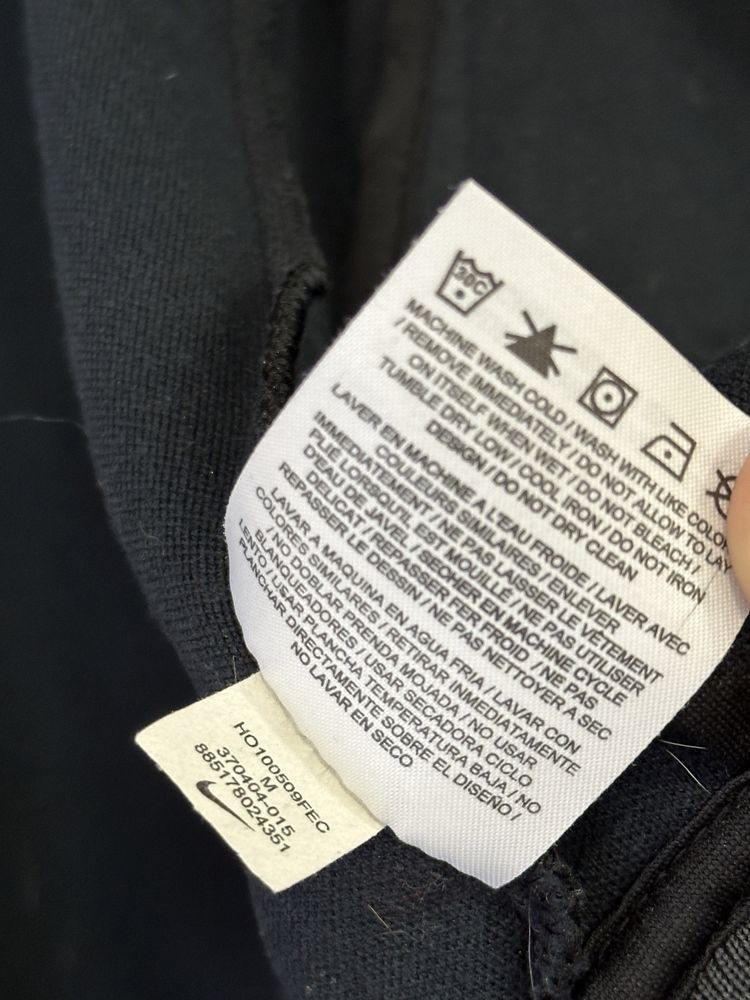 30C
MACHINE WASH COLD / WASH WITH LIKE COLOR
/ REMOVE IMMEDIATELY / DO NOT ALLOW TO LAY
ON ITSELF WHEN WET / DO NOT BLEACH /
TUMBLE DRY LOW / COOL IRON / DO NOT IRON
DESIGN / DO NOT DRY CLEAN
LAVER EN MACHINE A L'EAU FROIDE / LAVER AVEC
COULEURS SIMILAIRES / ENLEVER
IMMEDIATEMENT / NE PAS LAISSER LE VÊTEMENT
PLIE LORSQU'IL EST MOUILLÉ / NE PAS UTILISER
D'EAU DE JAVEL / SECHER EN MACHINE CYCLE
DELICAT / REPASSER FER FROID / NE PAS
REPASSER LE DESSIN / NE PAS NETTOYER A SEC
LAVAR A MAQUINA EN AGUA FRIA / LAVAR CON
COLORES SIMILARES / RETIRAR INMEDIATAMENTE
/ NO DOBLAR PRENDA MOJADA / NO USAR
BLANQUEADORES / USAR SECADORA CICLO
LENTO / USAR PLANCHA TEMPERATURA BAJA / NO
PLANCHAR DIRECTAMENTE SOBRE EL DISEÑO /
NO LAVAR EN SECO
HO100509FEC
M
370404-015
885178024351